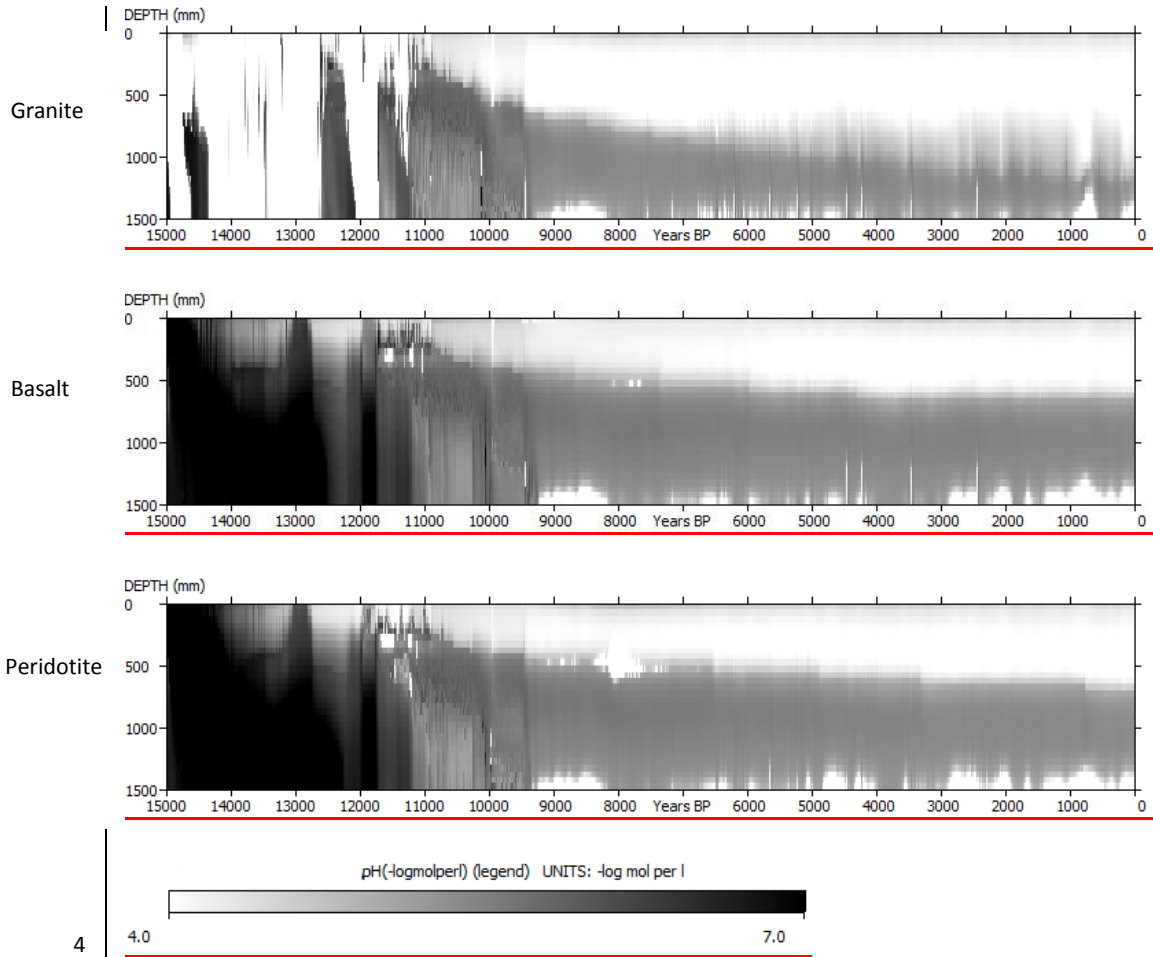 DEPTH (mm)
0
500
1000
1500
Granite
15000 14000 13000 12000 11000 10000 9000 8000 Years BP 6000 5000 4000 3000 2000 1000 0
DEPTH (mm)
0
500
1000
1500
Basalt
15000 14000 13000 12000 11000 10000 9000 8000 Years BP 6000 5000 4000 3000 2000 1000 0
DEPTH (mm)
0
500
1000
1500
Peridotite
15000 14000 13000 12000 11000 10000 9000 8000 Years BP 6000 5000 4000 3000 2000 1000 0
pH(-logmolperl) (legend) UNITS: -log mol per l
4.0 7.0
4